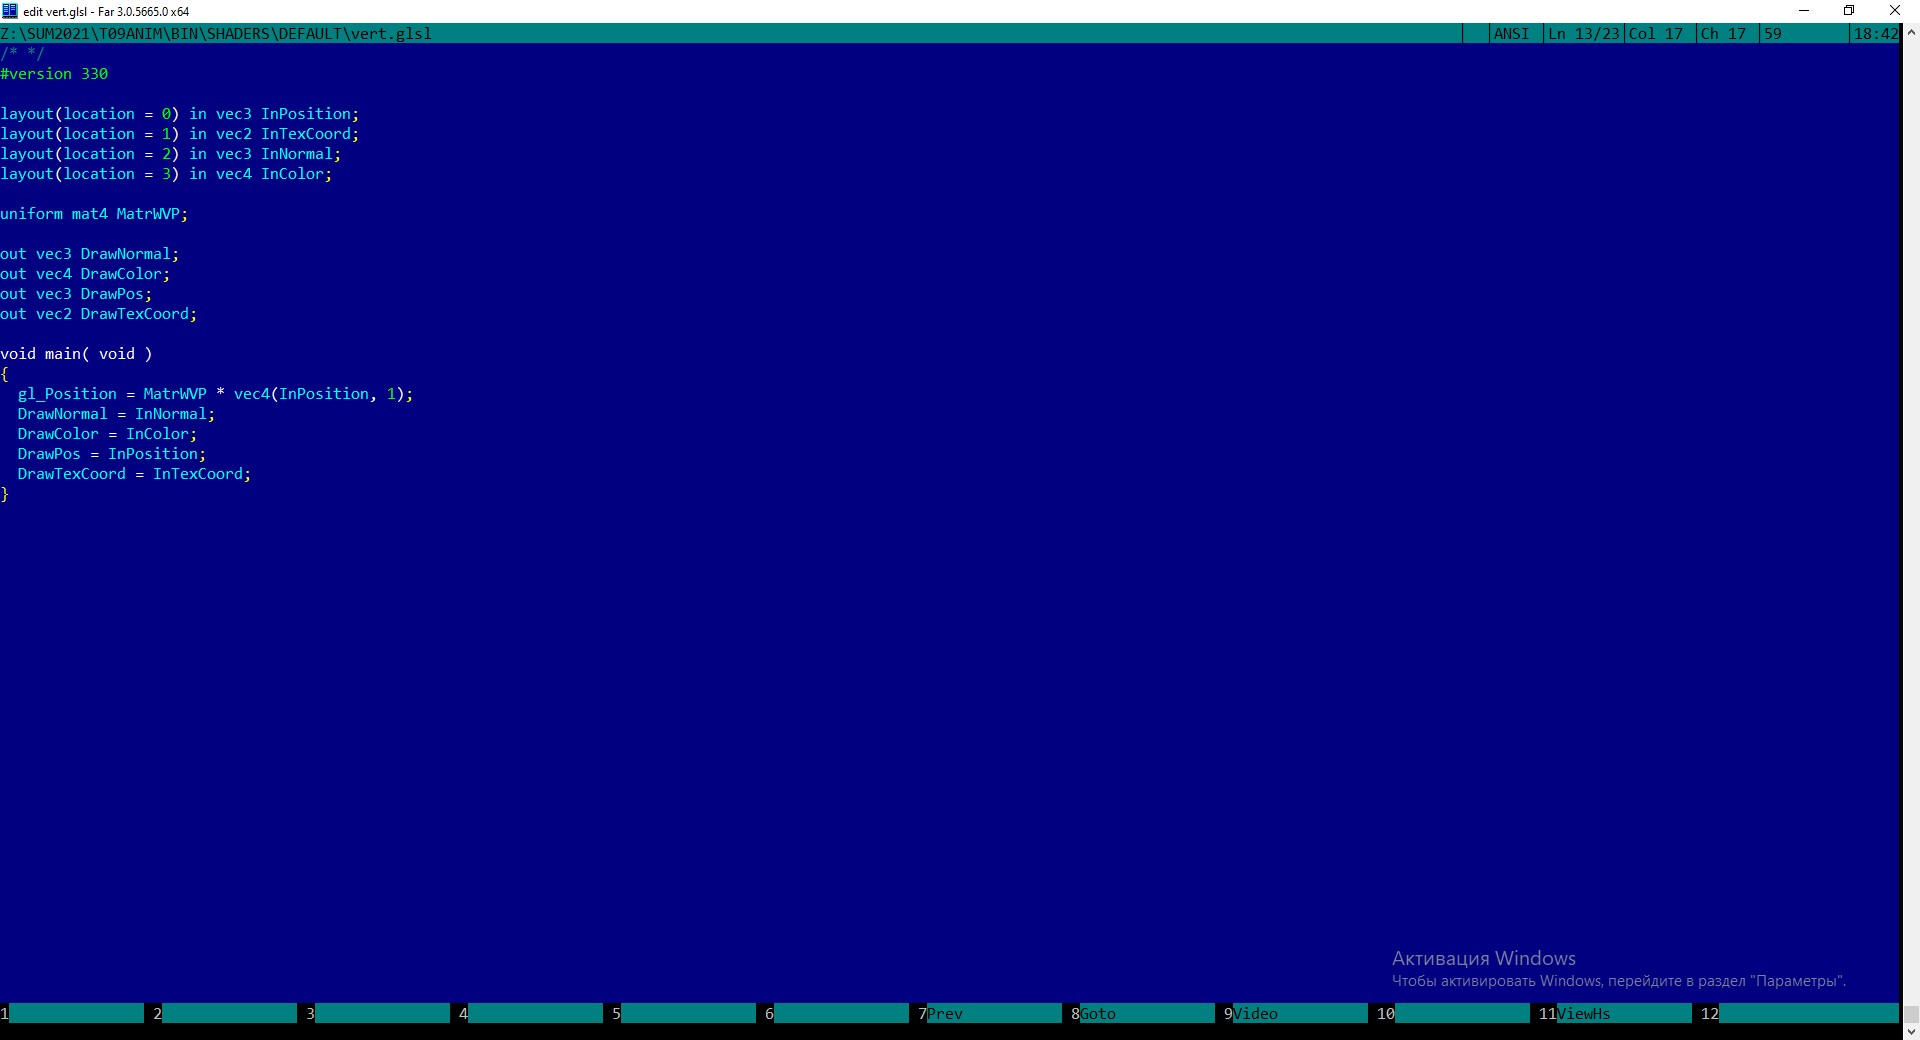 edit vert.glsl - Far 3.0.5665.0 x64
Z:\SUM2021\T09ANIM\BIN\SHADERS\DEFAULT\vert.glsl ANSI Ln 13/23 Col 17 Ch 17 59 18:42
/* */
#version 330
layout(location = 0) in vec3 InPosition;
layout(location = 1) in vec2 InTexCoord;
layout(location = 2) in vec3 InNormal;
layout(location = 3) in vec4 InColor;
uniform mat4 MatrWVP;
out vec3 DrawNormal;
out vec4 DrawColor;
out vec3 DrawPos;
out vec2 DrawTexCoord;
void main( void )
{
  gl_Position = MatrWVP * vec4(InPosition, 1);
  DrawNormal = InNormal;
  DrawColor = InColor;
  DrawPos = InPosition;
  DrawTexCoord = InTexCoord;
}
Активация Windows
Чтобы активировать Windows, перейдите в раздел "Параметры".
1 2 3 4 5 6 7Prev 8Goto 9Video 10 11ViewHs 12